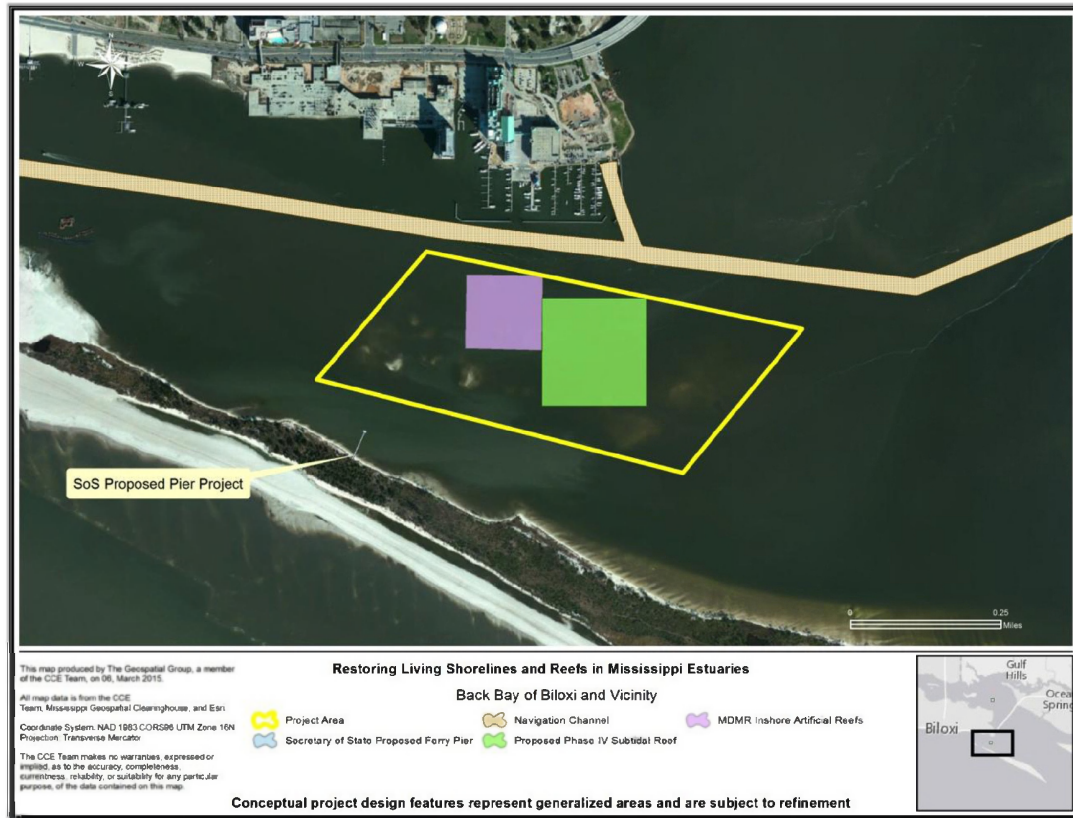 SoS Proposed Pier Project
0 0.25
Miles
This map produced by The Geospatial Group, a member
of the CCE Team, on 06, March 2015.
All map data is from the CCE
Team, Mississippi Geospatial Clearinghouse, and Esri
Coordinate System: NAD 1983 CORS96 UTM Zone 16N
Projection: Transverse Mercator
The CCE Team makes no warranties, expressed or
implied, as to the accuracy, completeness,
currentness, reliability, or suitability for any particular
purpose, of the data contained on this map.
Restoring Living Shorelines and Reefs in Mississippi Estuaries
Back Bay of Biloxi and Vicinity
Project Area
Navigation Channel
MDMR Inshore Artificial Reefs
Secretary of State Proposed Ferry Pier
Proposed Phase IV Subtidal Reef
Conceptual project design features represent generalized areas and are subject to refinement
Gulf
Hills
Ocea
Spring
Biloxi